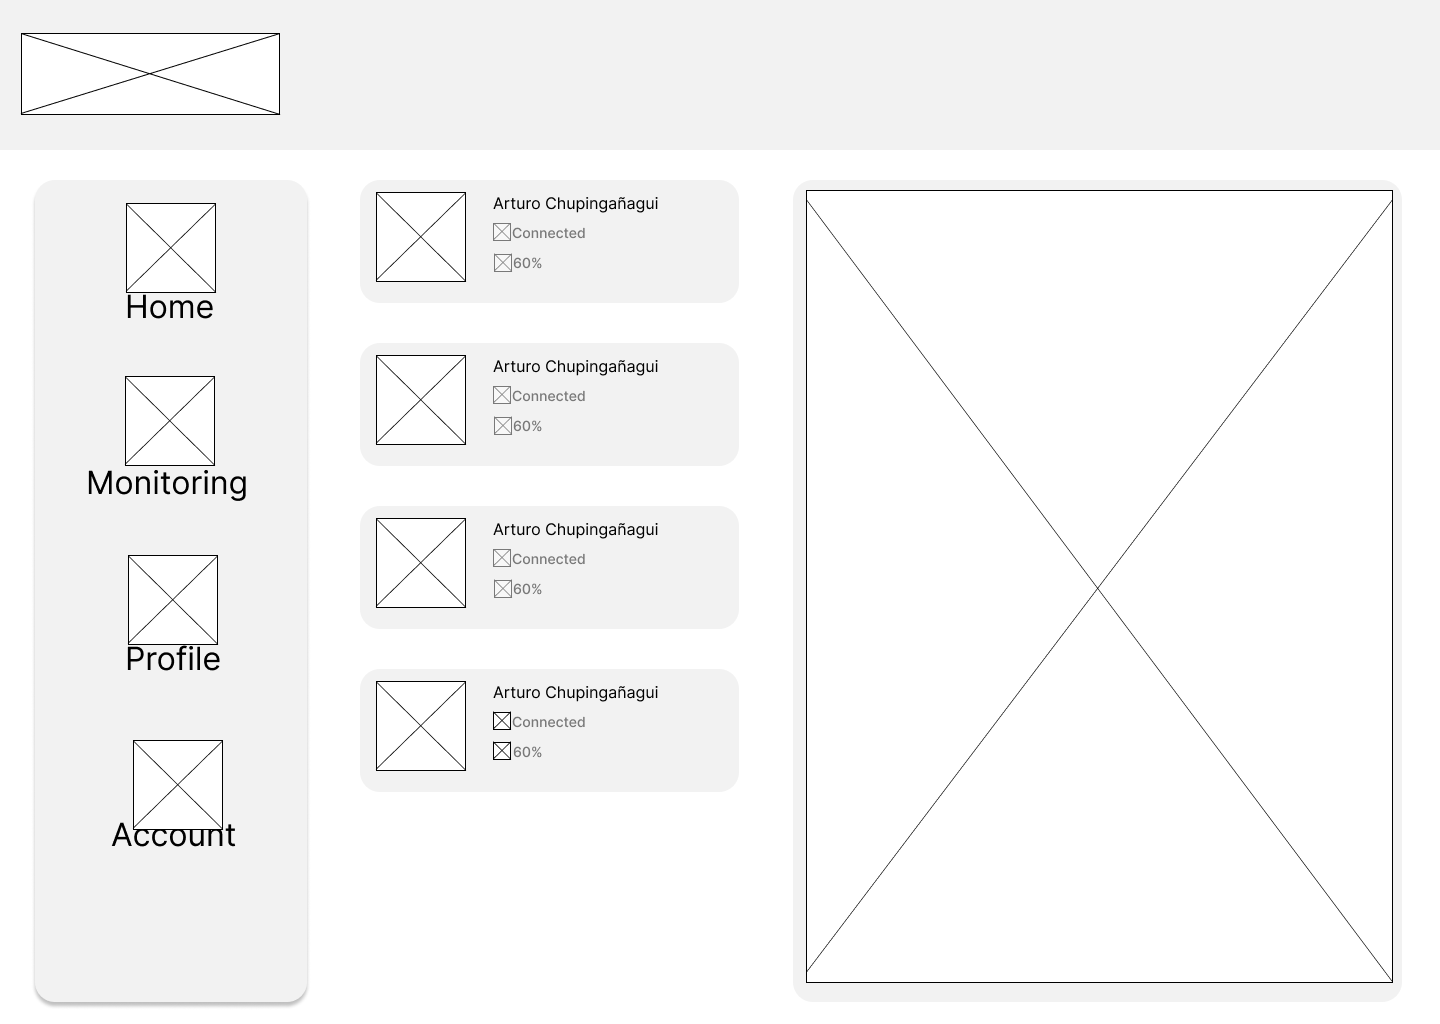 Home
Monitoring
Profile
Account
Arturo Chupingañagui
Connected
60%
Arturo Chupingañagui
Connected
60%
Arturo Chupingañagui
Connected
60%
Arturo Chupingañagui
Connected
60%